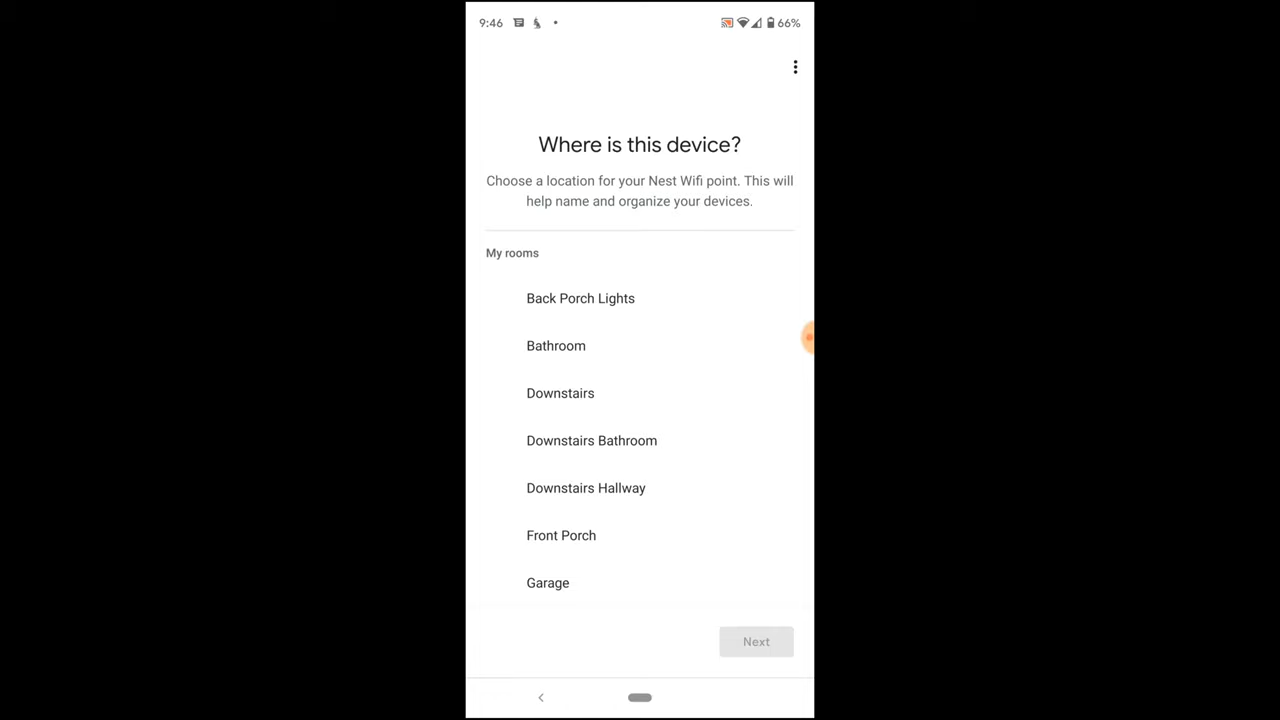 9:46
66%
Where is this device?
Choose a location for your Nest Wifi point. This will
help name and organize your devices.
My rooms
Back Porch Lights
Bathroom
Downstairs
Downstairs Bathroom
Downstairs Hallway
Front Porch
Garage
Next